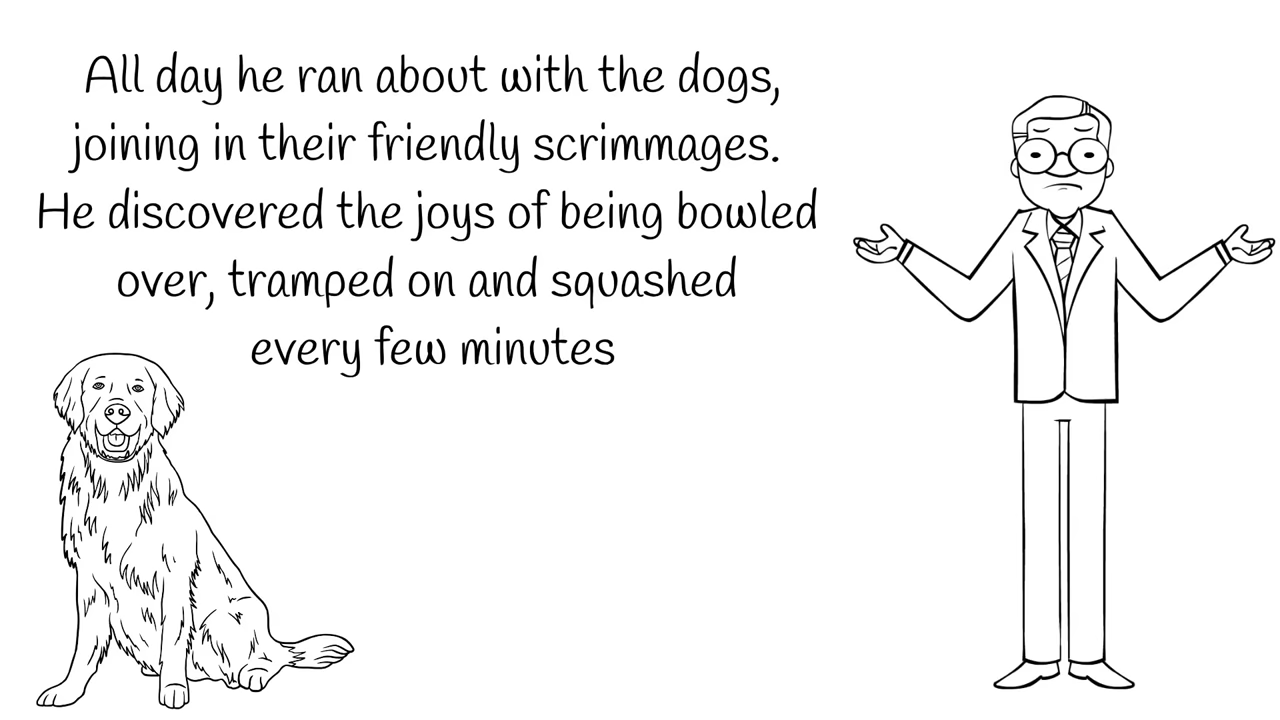 All day he ran about with the dogs,
joining in their friendly scrimmages.
He discovered the joys of being bowled
over, tramped on and squashed
every few minutes